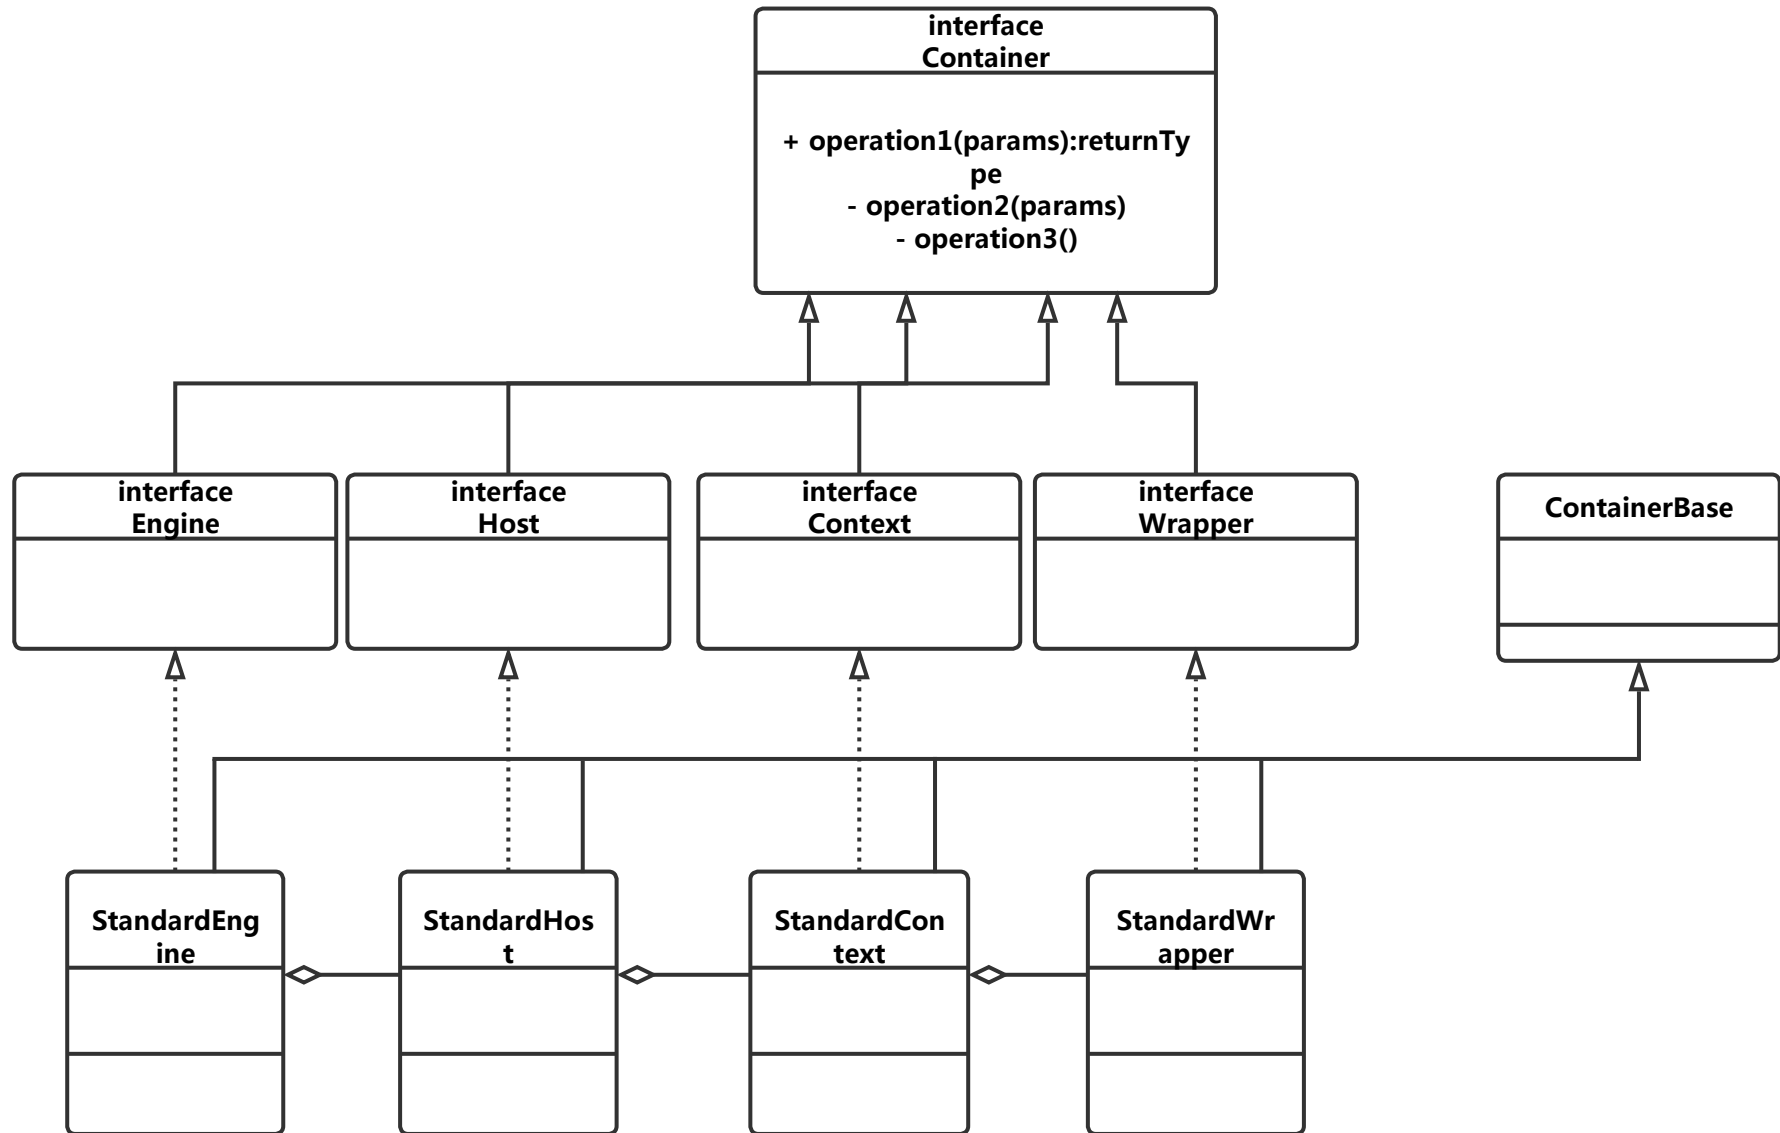 interface
Container
+ operation1(params):returnTy
pe
- operation2(params)
- operation3()
interface
Engine
interface
Host
interface
Context
interface
Wrapper
ContainerBase
StandardEng
ine
StandardHos
t
StandardCon
text
StandardWr
apper